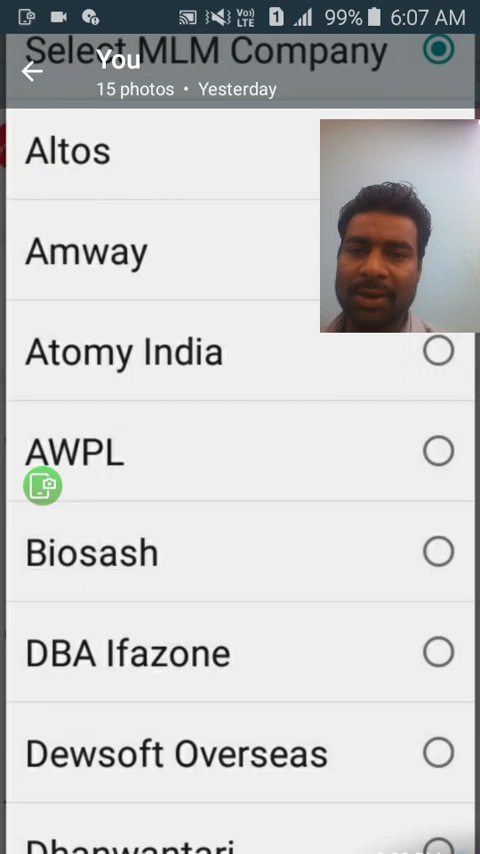 99% 6:07 AM
Select MLM Company
You
15 photos • Yesterday
Altos
Amway
Atomy India
AWPL
Biosash
DBA Ifazone
Dewsoft Overseas
Dhanwantari